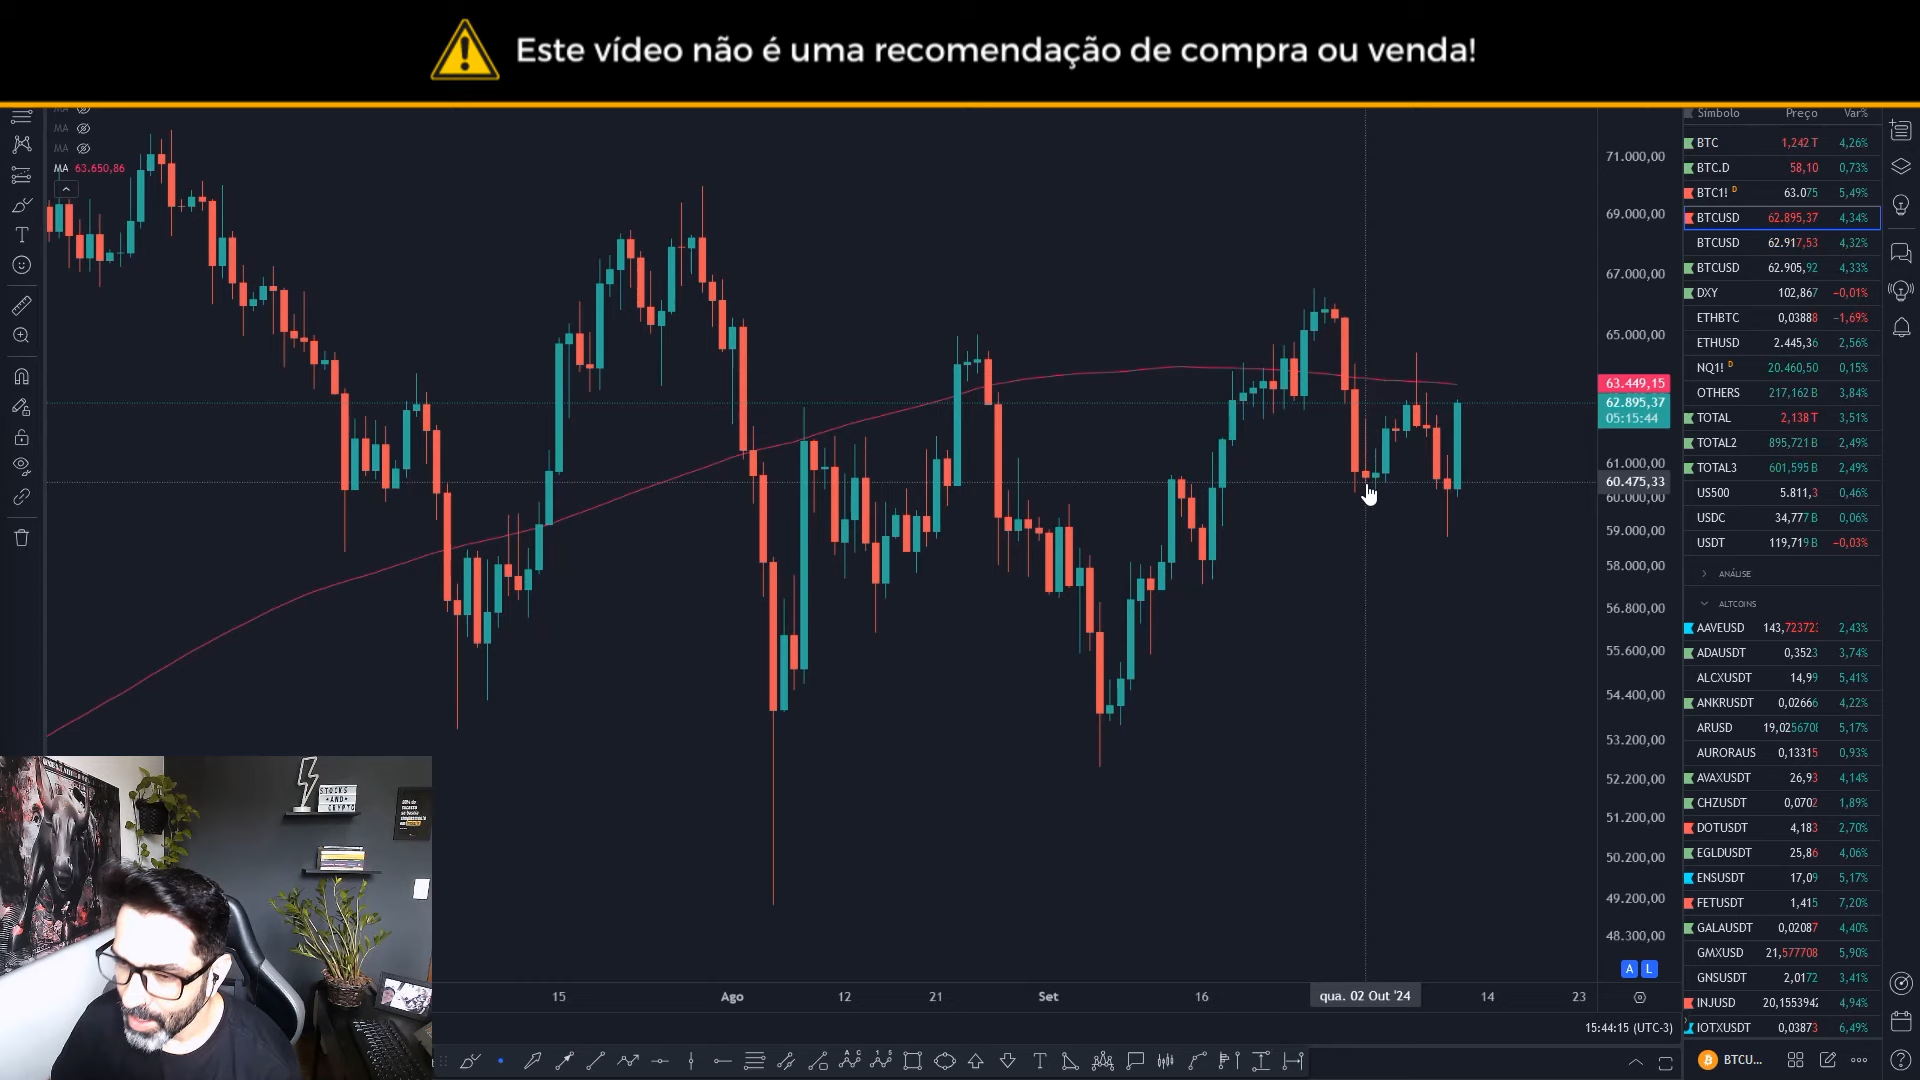 Este vídeo não é uma recomendação de compra ou venda!
MA
MA
MA 63.650,86
71.000,00
69.000,00
67.000,00
65.000,00
63.449,15
62.895,37
05:15:44
61.000,00
60.475,33
60.000,00
59.000,00
58.000,00
56.800,00
55.600,00
54.400,00
53.200,00
52.200,00
51.200,00
50.200,00
49.200,00
48.300,00
A L
15 Ago 12 21 Set 16 qua. 02 Out '24 14 23
15:44:15 (UTC-3)
Símbolo Preço Var%
BTC 1,242 T 4,26%
BTC.D 58,10 0,73%
BTC1! D 63.075 5,49%
BTCUSD 62.895,37 4,34%
BTCUSD 62.917,53 4,32%
BTCUSD 62.905,92 4,33%
DXY 102,867 −0,01%
ETHBTC 0,03888 −1,69%
ETHUSD 2.445,36 2,56%
NQ1! D 20.460,50 0,15%
OTHERS 217,162 B 3,84%
TOTAL 2,138 T 3,51%
TOTAL2 895,721 B 2,49%
TOTAL3 601,595 B 2,49%
US500 5.811,3 0,46%
USDC 34,777 B 0,06%
USDT 119,719 B −0,03%
ANÁLISE
ALTCOINS
AAVEUSD 143,723723 2,43%
ADAUSDT 0,3523 3,74%
ALCXUSDT 14,99 5,41%
ANKRUSDT 0,02666 4,22%
ARUSD 19,0256708 5,17%
AURORAUS 0,13315 0,93%
AVAXUSDT 26,93 4,14%
CHZUSDT 0,0702 1,89%
DOTUSDT 4,183 2,70%
EGLDUSDT 25,86 4,06%
ENSUSDT 17,09 5,17%
FETUSDT 1,415 7,20%
GALAUSDT 0,02087 4,40%
GMXUSD 21,577708 5,90%
GNSUSDT 2,0172 3,41%
INJUSD 20,1553942 4,94%
IOTXUSDT 0,03873 6,49%
BTCU...
STOCKS
AND
CRYPTO